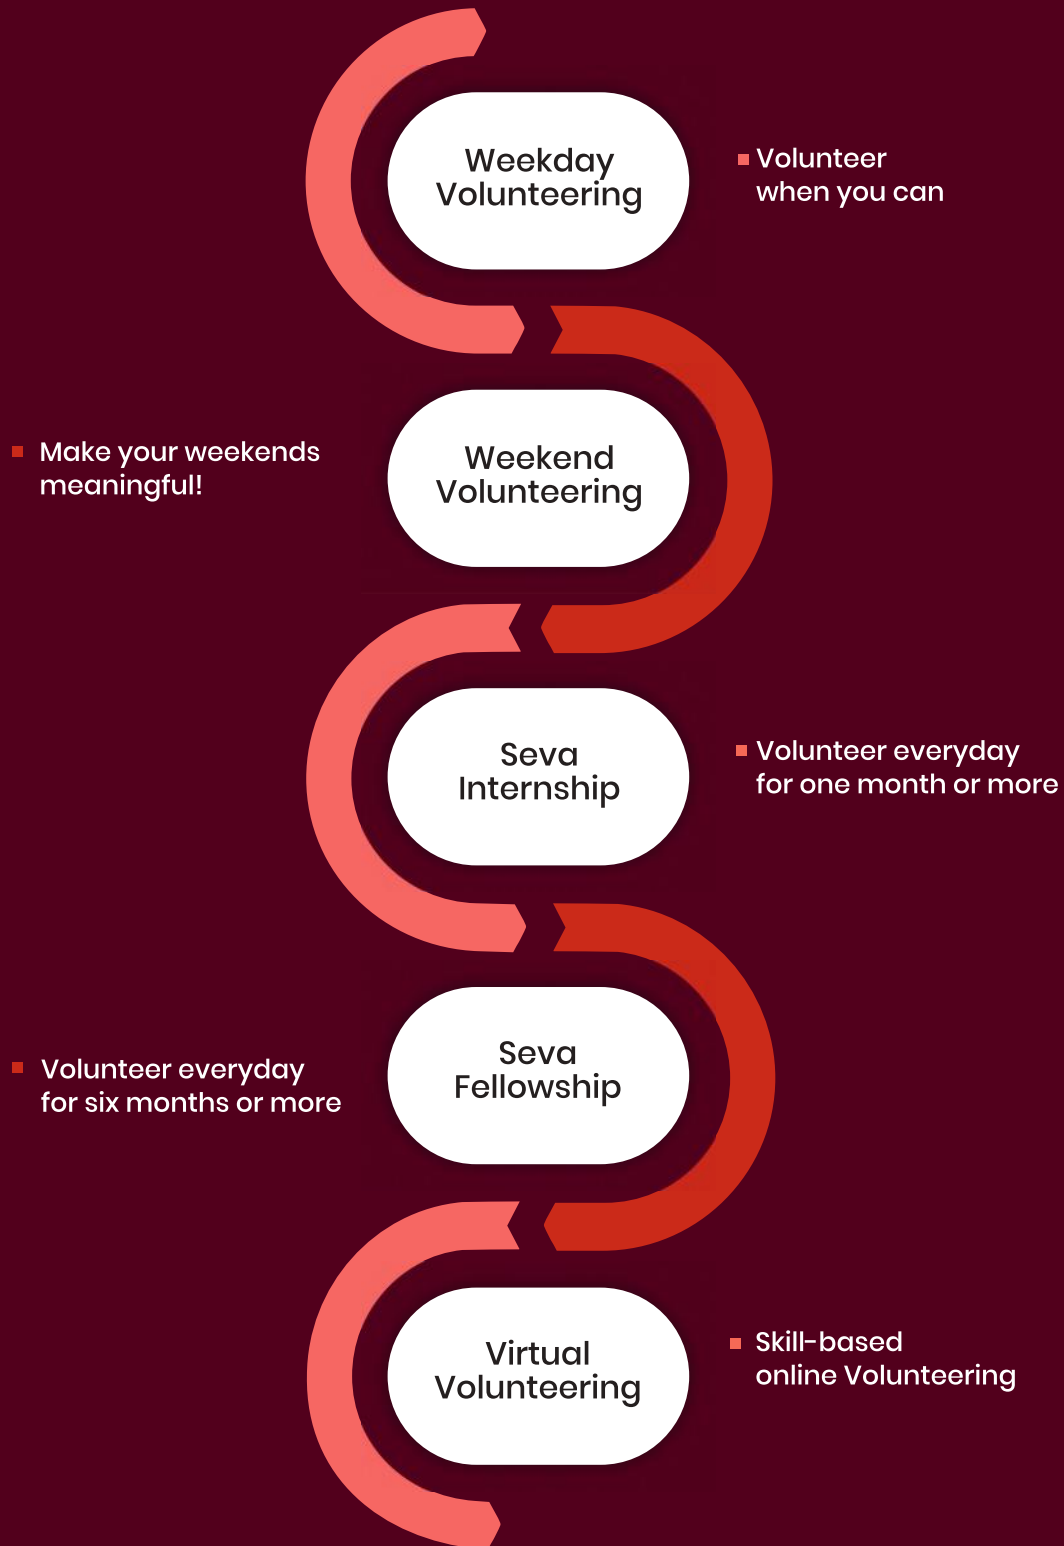 Weekday
Volunteering
Volunteer
when you can
Weekend
Volunteering
Make your weekends
meaningful!
Seva
Internship
Volunteer everyday
for one month or more
Seva
Fellowship
Volunteer everyday
for six months or more
Virtual
Volunteering
Skill-based
online Volunteering